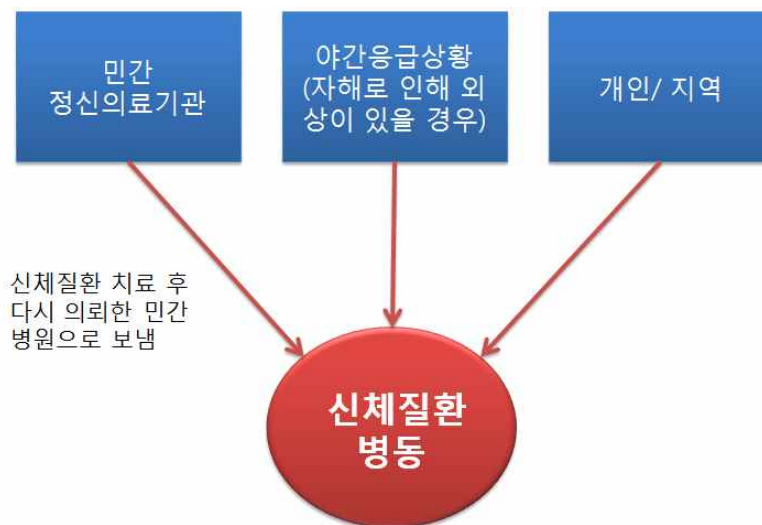 민간
정신의료기관
야간응급상황
(자해로 인해 외
상이 있을 경우)
개인/ 지역
신체질환 치료 후
다시 의뢰한 민간
병원으로 보냄
신체질환
병동